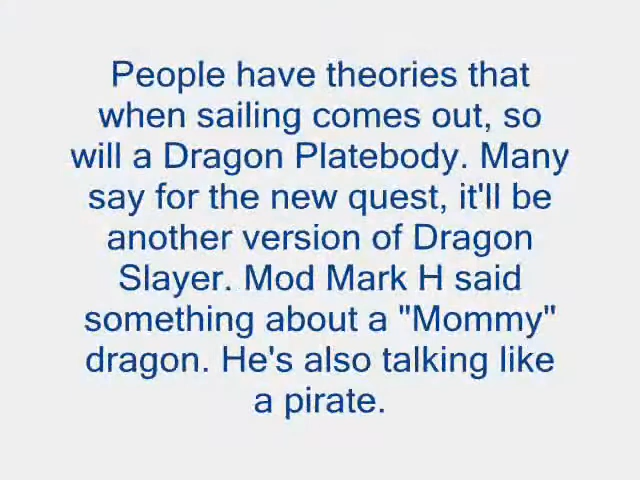 People have theories that
when sailing comes out, so
will a Dragon Platebody. Many
say for the new quest, it'll be
another version of Dragon
Slayer. Mod Mark H said
something about a "Mommy"
dragon. He's also talking like
a pirate.